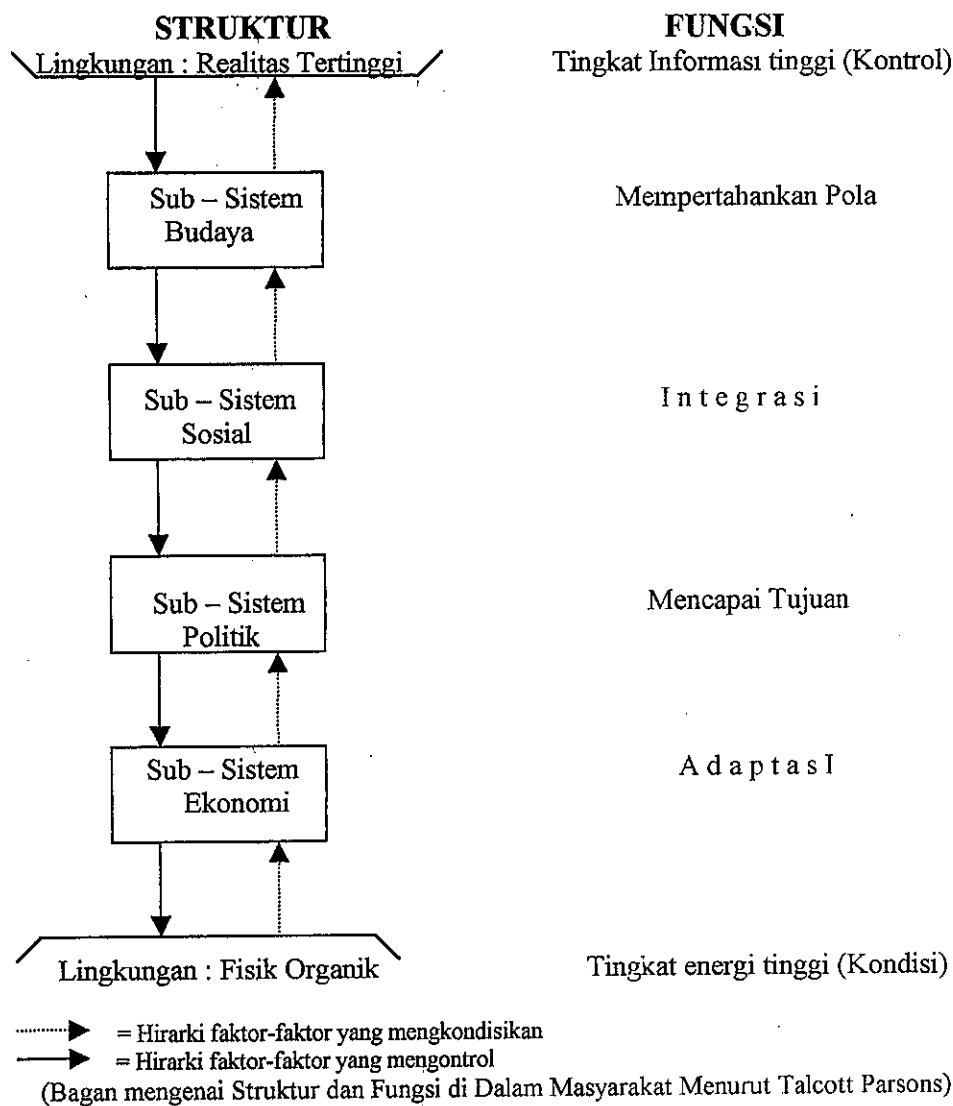 STRUKTUR FUNGSI
Lingkungan : Realitas Tertinggi Tingkat Informasi tinggi (Kontrol)
Sub – Sistem Mempertahankan Pola
Budaya
Sub – Sistem I n t e g r a s i
Sosial
Sub – Sistem Mencapai Tujuan
Politik
Sub – Sistem A d a p t a s I
Ekonomi
Lingkungan : Fisik Organik Tingkat energi tinggi (Kondisi)
= Hirarki faktor-faktor yang mengkondisikan
= Hirarki faktor-faktor yang mengontrol
(Bagan mengenai Struktur dan Fungsi di Dalam Masyarakat Menurut Talcott Parsons)